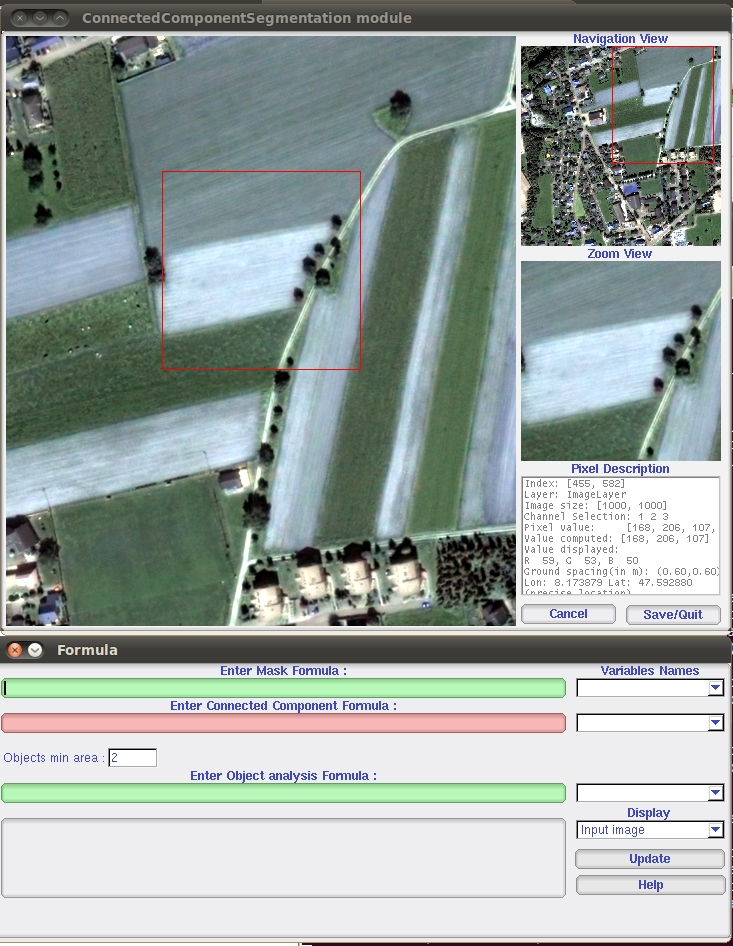 ConnectedComponentSegmentation module
Navigation View
Zoom View
Pixel Description
Index: [455, 582]
Layer: ImageLayer
Image size: [1000, 1000]
Channel Selection: 1 2 3
Pixel value: [168, 206, 107,
Value computed: [168, 206, 107]
Value displayed:
R 59, G 53, B 50
Ground spacing(in m): (0.60,0.60)
Lon: 8.173879 Lat: 47.592880
(precise location)
Cancel Save/Quit
Formula
Enter Mask Formula : Variables Names
Enter Connected Component Formula :
Objects min area : 2
Enter Object analysis Formula :
Display
Input image
Update
Help